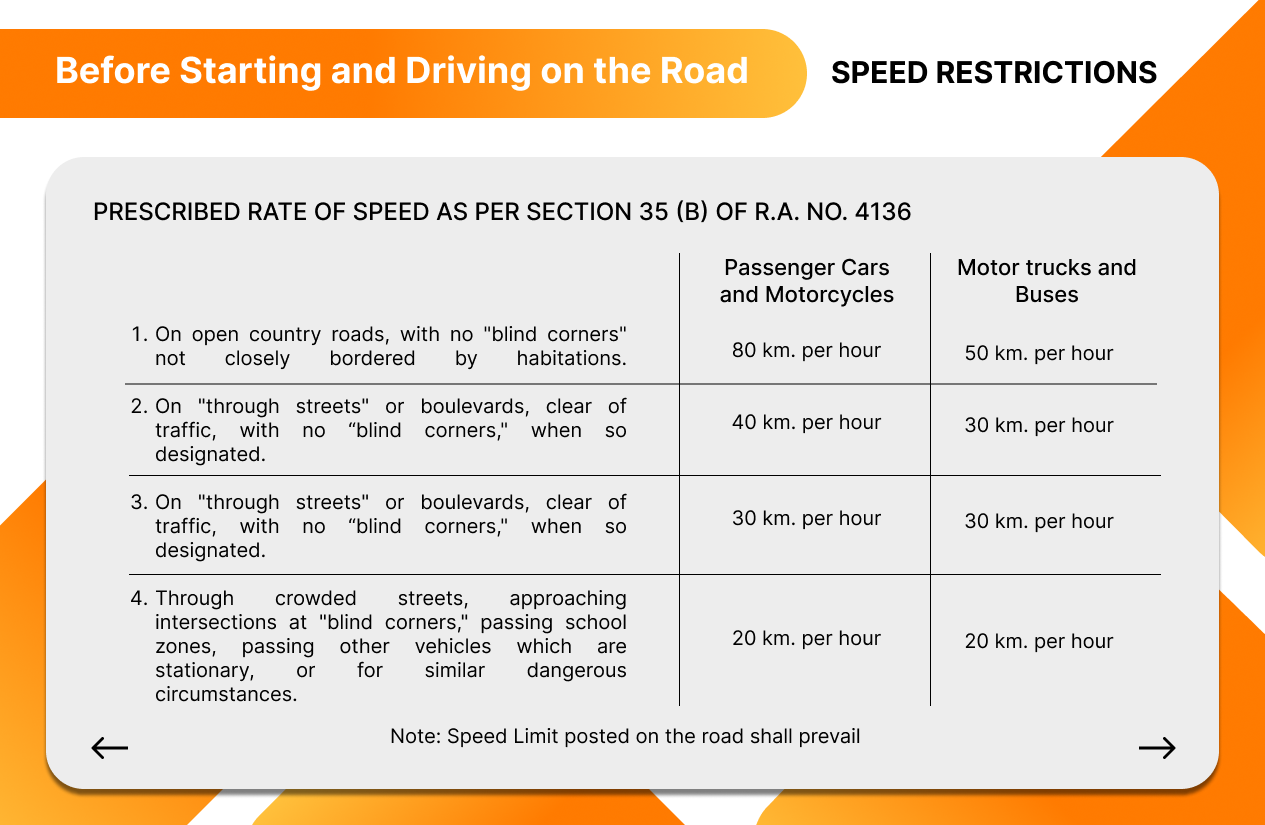 Before Starting and Driving on the Road
SPEED RESTRICTIONS
PRESCRIBED RATE OF SPEED AS PER SECTION 35 (B) OF R.A. NO. 4136
Passenger Cars
and Motorcycles
Motor trucks and
Buses
1. On open country roads, with no "blind corners"
not closely bordered by habitations.
80 km. per hour
50 km. per hour
2. On "through streets" or boulevards, clear of
traffic, with no “blind corners," when so
designated.
40 km. per hour
30 km. per hour
3. On "through streets" or boulevards, clear of
traffic, with no “blind corners," when so
designated.
30 km. per hour
30 km. per hour
4. Through crowded streets, approaching
intersections at "blind corners," passing school
zones, passing other vehicles which are
stationary, or for similar dangerous
circumstances.
20 km. per hour
20 km. per hour
Note: Speed Limit posted on the road shall prevail